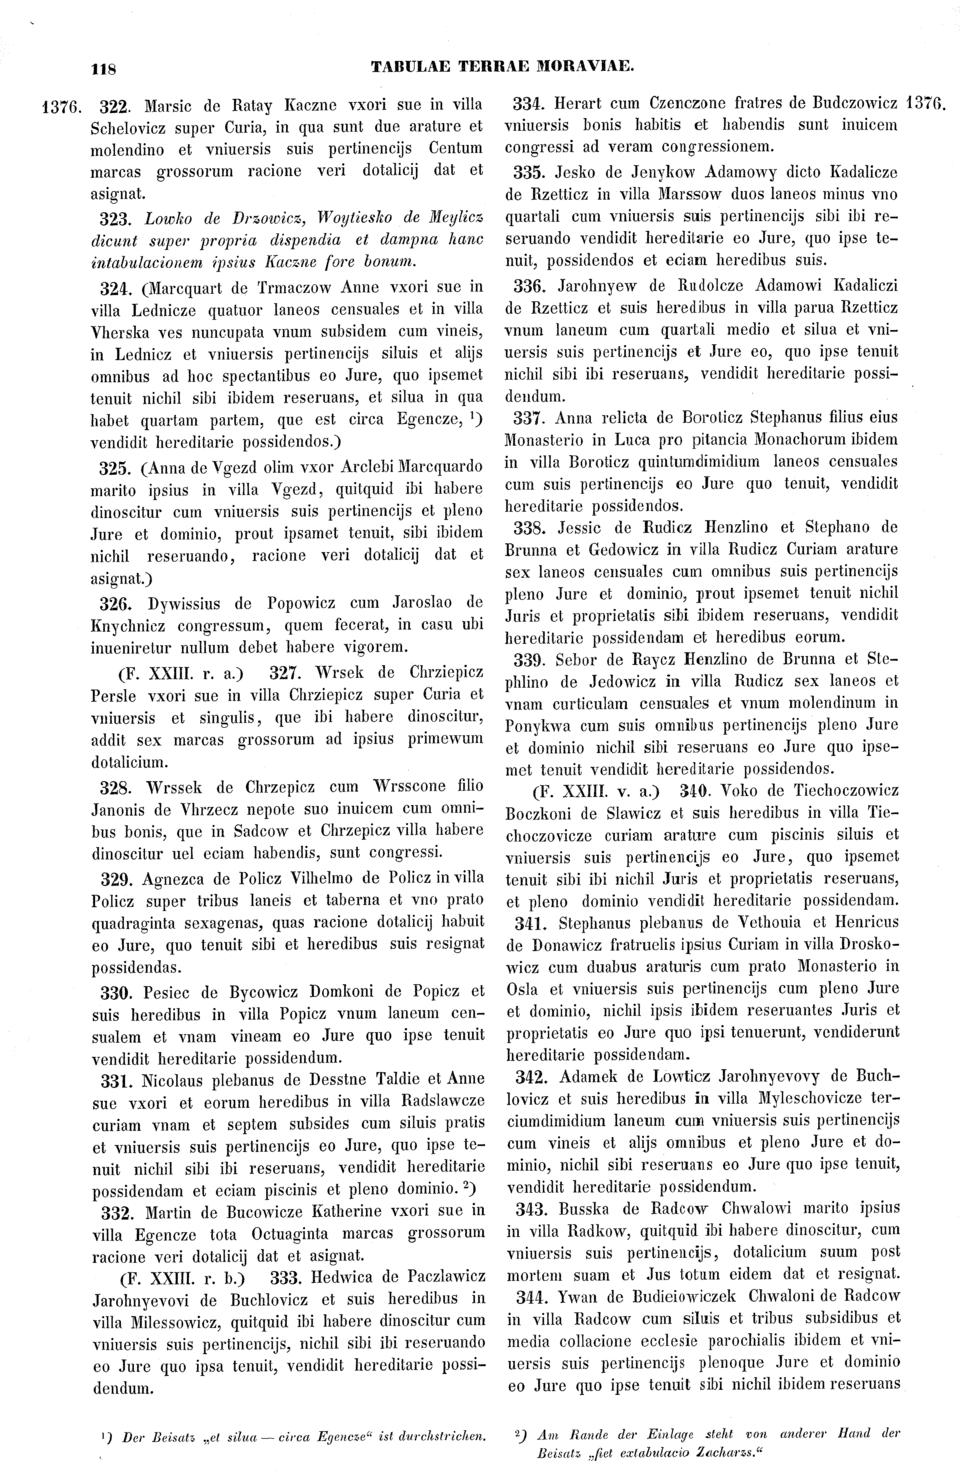 118
TABULAE TERRAE MORAVIAE.
1376. 322. Marsic de Ratay Kaczne vxori sue in villa
Schelovicz super Curia, in qua sunt due arature et
molendino et vniuersis suis pertinencijs Centum
marcas grossorum racione veri dotalicij dat et
asignat.
323. Lowko de Drzowicz, Woytiesko de Meylicz
dicunt super propria dispendia et dampna hanc
intabulacionem ipsius Kaczne fore bonum.
324. (Marcquart de Trmaczow Anne vxori sue in
villa Lednicze quatuor laneos censuales et in villa
Vherska ves nuncupata vnum subsidem cum vineis,
in Lednicz et vniuersis pertinencijs siluis et alijs
omnibus ad hoc spectantibus eo Jure, quo ipsemet
tenuit nichil sibi ibidem reseruans, et silua in qua
habet quartam partem, que est circa Egencze, ¹)
vendidit hereditarie possidendos.)
325. (Anna de Vgezd olim vxor Arclebi Marcquardo
marito ipsius in villa Vgezd, quitquid ibi habere
dinoscitur cum vniuersis suis pertinencijs et pleno
Jure et dominio, prout ipsamet tenuit, sibi ibidem
nichil reseruando, racione veri dotalicij dat et
asignat.)
326. Dywissius de Popowicz cum Jaroslao de
Knychnicz congressum, quem fecerat, in casu ubi
inueniretur nullum debet habere vigorem.
(F. XXIII. r. a.) 327. Wrsek de Chrziepicz
Persle vxori sue in villa Chrziepicz super Curia et
vniuersis et singulis, que ibi habere dinoscitur,
addit sex marcas grossorum ad ipsius primewum
dotalicium.
328. Wrssek de Chrzepicz cum Wrsscone filio
Janonis de Vhrzecz nepote suo inuicem cum omni-
bus bonis, que in Sadcow et Chrzepicz villa habere
dinoscitur uel eciam habendis, sunt congressi.
329. Agnezca de Policz Vilhelmo de Policz in villa
Policz super tribus laneis et taberna et vno prato
quadraginta sexagenas, quas racione dotalicij habuit
eo Jure, quo tenuit sibi et heredibus suis resignat
possidendas.
330. Pesiec de Bycowicz Domkoni de Popicz et
suis heredibus in villa Popicz vnum laneum cen-
sualem et vnam vineam eo Jure quo ipse tenuit
vendidit hereditarie possidendum.
331. Nicolaus plebanus de Desstne Taldie et Anne
sue vxori et eorum heredibus in villa Radslawcze
curiam vnam et septem subsides cum siluis pratis
et vniuersis suis pertinencijs eo Jure, quo ipse te-
nuit nichil sibi ibi reseruans, vendidit hereditarie
possidendam et eciam piscinis et pleno dominio. ²)
332. Martin de Bucowicze Katherine vxori sue in
villa Egencze tota Octuaginta marcas grossorum
racione veri dotalicij dat et asignat.
(F. XXIII. r. b.) 333. Hedwica de Paczlawicz
Jarohnyevovi de Buchlovicz et suis heredibus in
villa Milessowicz, quitquid ibi habere dinoscitur cum
vniuersis suis pertinencijs, nichil sibi ibi reseruando
eo Jure quo ipsa tenuit, vendidit hereditarie possi-
dendum.
334. Herart cum Czenczone fratres de Budczowicz 1376.
vniuersis bonis habitis et habendis sunt inuicem
congressi ad veram congressionem.
335. Jesko de Jenykow Adamowy dicto Kadalicze
de Rzetticz in villa Marssow duos laneos minus vno
quartali cum vniuersis suis pertinencijs sibi ibi re-
seruando vendidit hereditarie eo Jure, quo ipse te-
nuit, possidendos et eciam heredibus suis.
336. Jarohnyew de Rudolcze Adamowi Kadaliczi
de Rzetticz et suis heredibus in villa parua Rzetticz
vnum laneum cum quartali medio et silua et vni-
uersis suis pertinencijs et Jure eo, quo ipse tenuit
nichil sibi ibi reseruans, vendidit hereditarie possi-
dendum.
337. Anna relicta de Boroticz Stephanus filius eius
Monasterio in Luca pro pitancia Monachorum ibidem
in villa Boroticz quintumdimidium laneos censuales
cum suis pertinencijs eo Jure quo tenuit, vendidit
hereditarie possidendos.
338. Jessic de Rudicz Henzlino et Stephano de
Brunna et Gedowicz in villa Rudicz Curiam arature
sex laneos censuales cum omnibus suis pertinencijs
pleno Jure et dominio, prout ipsemet tenuit nichil
Juris et proprietatis sibi ibidem reseruans, vendidit
hereditarie possidendam et heredibus eorum.
339. Sebor de Raycz Henzlino de Brunna et Ste-
phlino de Jedowicz in villa Rudicz sex laneos et
vnam curticulam censuales et vnum molendinum in
Ponykwa cum suis omnibus pertinencijs pleno Jure
et dominio nichil sibi reseruans eo Jure quo ipse-
met tenuit vendidit hereditarie possidendos.
(F. XXIII. v. a.) 340. Voko de Tiechoczowicz
Boczkoni de Slawicz et suis heredibus in villa Tie-
choczovicze curiam arature cum piscinis siluis et
vniuersis suis pertinencijs eo Jure, quo ipsemet
tenuit sibi ibi nichil Juris et proprietatis reseruans,
et pleno dominio vendidit hereditarie possidendam.
341. Stephanus plebanus de Vethouia et Henricus
de Donawicz fratruelis ipsius Curiam in villa Drosko-
wicz cum duabus araturis cum prato Monasterio in
Osla et vniuersis suis pertinencijs cum pleno Jure
et dominio, nichil ipsis ibidem reseruantes Juris et
proprietatis eo Jure quo ipsi tenuerunt, vendiderunt
hereditarie possidendam.
342. Adamek de Lowticz Jarohnyevovy de Buch-
lovicz et suis heredibus in villa Myleschovicze ter-
ciumdimidium laneum cum vniuersis suis pertinencijs
cum vineis et alijs omnibus et pleno Jure et do-
minio, nichil sibi reseruans eo Jure quo ipse tenuit,
vendidit hereditarie possidendum.
343. Busska de Radcow Chwalowi marito ipsius
in villa Radkow, quitquid ibi habere dinoscitur, cum
vniuersis suis pertinencijs, dotalicium suum post
mortem suam et Jus totum eidem dat et resignat.
344. Ywan de Budieiowiczek Chwaloni de Radcow
in villa Radcow cum siluis et tribus subsidibus et
media collacione ecclesie parochialis ibidem et vni-
uersis suis pertinencijs plenoque Jure et dominio
eo Jure quo ipse tenuit sibi nichil ibidem reseruans
¹) Der Beisatz „et silua — circa Egencze“ ist durchstrichen.
²) Am Rande der Einlage steht von anderer Hand der
Beisatz „fiet extabulacio Zacharzs.“